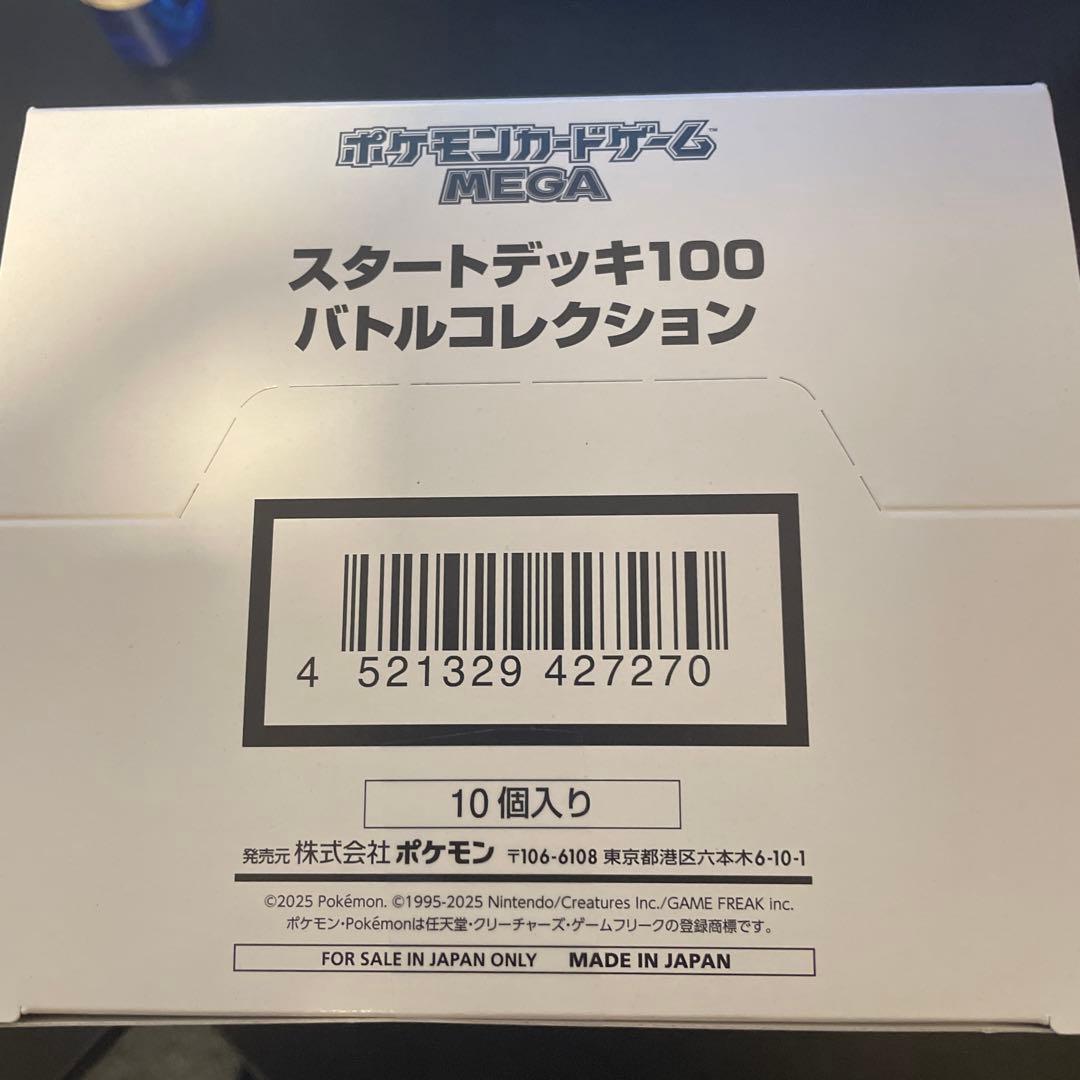 ポケモンカードゲーム™
MEGA
スタートデッキ100
バトルコレクション
4 521329 427270
10個入り
発売元 株式会社 ポケモン 〒106-6108 東京都港区六本木6-10-1
©2025 Pokémon. ©1995-2025 Nintendo/Creatures Inc./GAME FREAK inc.
ポケモン・Pokémonは任天堂・クリーチャーズ・ゲームフリークの登録商標です。
FOR SALE IN JAPAN ONLY MADE IN JAPAN